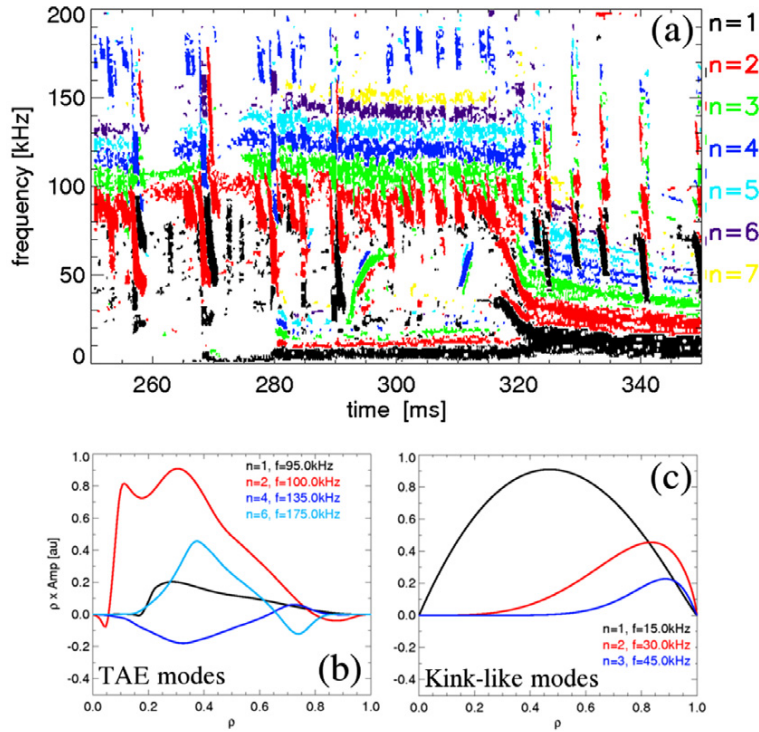 (a)
200
150
100
50
0
frequency [kHz]
260 280 300 320 340
time [ms]
n=1
n=2
n=3
n=4
n=5
n=6
n=7
1.0
0.8
0.6
0.4
0.2
0.0
-0.2
-0.4
ρ x Amp [au]
n=1, f=95.0kHz
n=2, f=100.0kHz
n=4, f=135.0kHz
n=6, f=175.0kHz
TAE modes
(b)
0.0 0.2 0.4 0.6 0.8 1.0
ρ
1.0
0.8
0.6
0.4
0.2
0.0
-0.2
-0.4
(c)
n=1, f=15.0kHz
n=2, f=30.0kHz
n=3, f=45.0kHz
Kink-like modes
0.0 0.2 0.4 0.6 0.8 1.0
ρ